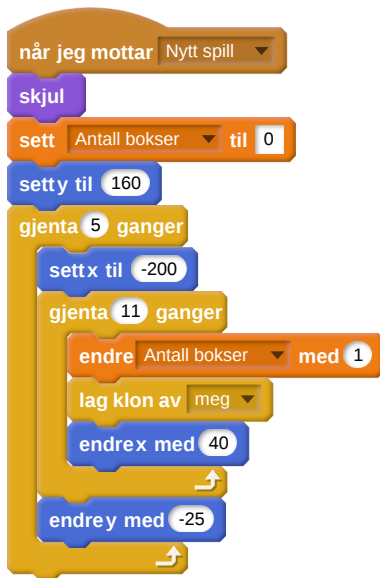 når jeg mottar Nytt spill
skjul
sett Antall bokser til 0
sett y til 160
gjenta 5 ganger
sett x til -200
gjenta 11 ganger
endre Antall bokser med 1
lag klon av meg
endre x med 40
endre y med -25